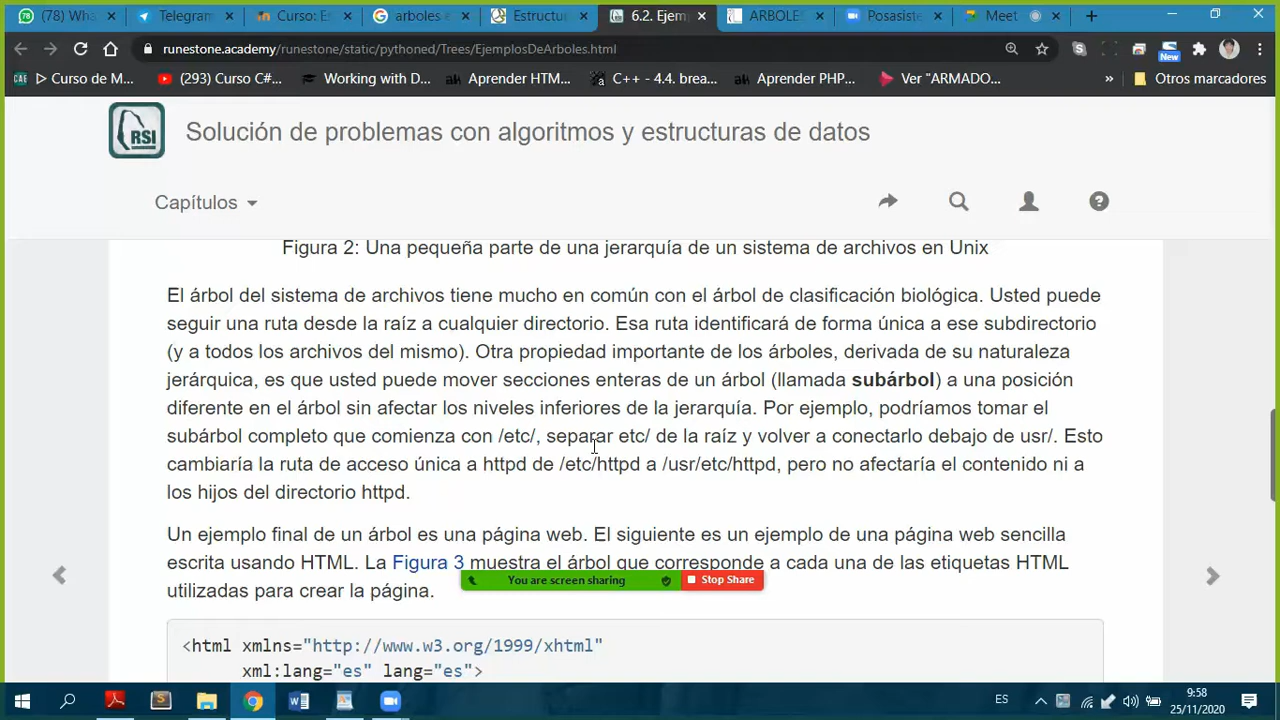 (78) Wha
Telegram
Curso: Es
arboles e
Estructur
6.2. Ejem
ARBOLES
Posasiste
Meet
runestone.academy/runestone/static/pythoned/Trees/EjemplosDeArboles.html
New
CAE
▷ Curso de M...
(293) Curso C#...
Working with D...
Aprender HTM...
C++ - 4.4. brea...
Aprender PHP...
Ver "ARMADO...
»
Otros marcadores
RSI
Solución de problemas con algoritmos y estructuras de datos
Capítulos
Figura 2: Una pequeña parte de una jerarquía de un sistema de archivos en Unix
El árbol del sistema de archivos tiene mucho en común con el árbol de clasificación biológica. Usted puede
seguir una ruta desde la raíz a cualquier directorio. Esa ruta identificará de forma única a ese subdirectorio
(y a todos los archivos del mismo). Otra propiedad importante de los árboles, derivada de su naturaleza
jerárquica, es que usted puede mover secciones enteras de un árbol (llamada subárbol) a una posición
diferente en el árbol sin afectar los niveles inferiores de la jerarquía. Por ejemplo, podríamos tomar el
subárbol completo que comienza con /etc/, separar etc/ de la raíz y volver a conectarlo debajo de usr/. Esto
cambiaría la ruta de acceso única a httpd de /etc/httpd a /usr/etc/httpd, pero no afectaría el contenido ni a
los hijos del directorio httpd.
Un ejemplo final de un árbol es una página web. El siguiente es un ejemplo de una página web sencilla
escrita usando HTML. La Figura 3 muestra el árbol que corresponde a cada una de las etiquetas HTML
You are screen sharing
Stop Share
utilizadas para crear la página.
<html xmlns="http://www.w3.org/1999/xhtml"
xml:lang="es" lang="es">
ES
9:58
25/11/2020